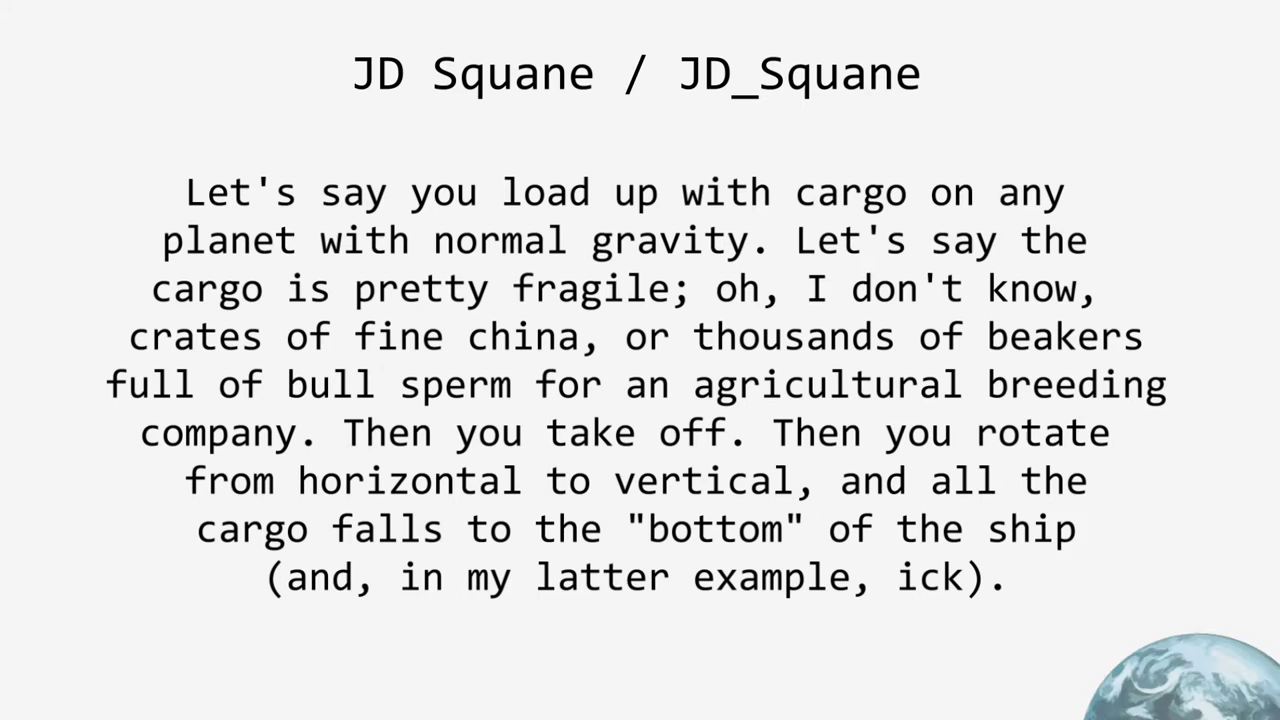 JD Squane / JD_Squane
Let's say you load up with cargo on any
planet with normal gravity. Let's say the
cargo is pretty fragile; oh, I don't know,
crates of fine china, or thousands of beakers
full of bull sperm for an agricultural breeding
company. Then you take off. Then you rotate
from horizontal to vertical, and all the
cargo falls to the "bottom" of the ship
(and, in my latter example, ick).